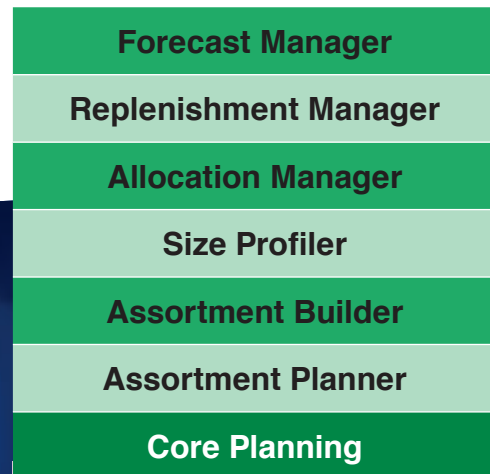 Forecast Manager
Replenishment Manager
Allocation Manager
Size Profiler
Assortment Builder
Assortment Planner
Core Planning